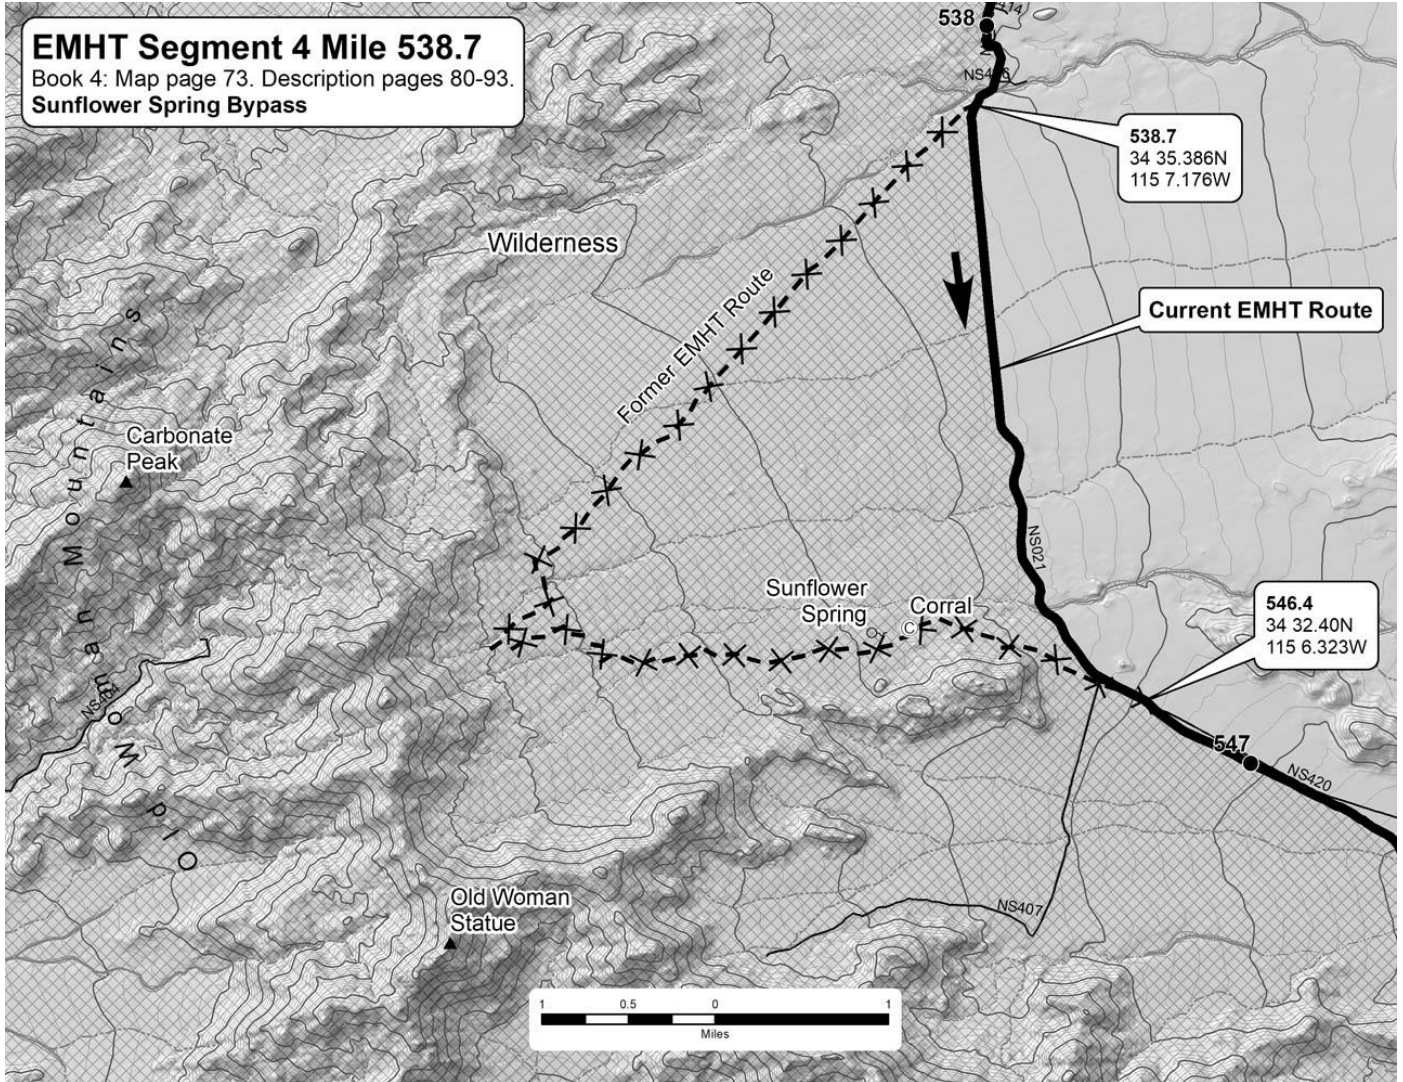 EMHT Segment 4 Mile 538.7
Book 4: Map page 73. Description pages 80-93.
Sunflower Spring Bypass
538
538.7
34 35.386N
115 7.176W
Wilderness
Former EMHT Route
Current EMHT Route
Carbonate
Peak
Old Woman Mountains
NS021
Sunflower
Spring
C
Corral
546.4
34 32.40N
115 6.323W
547
NS420
NS407
Old Woman
Statue
1
0.5
0
1
Miles